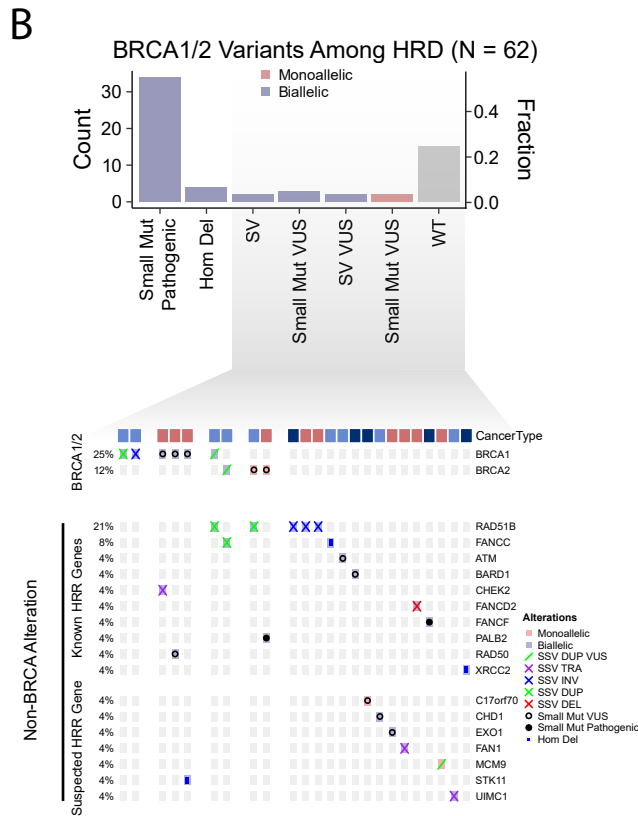 B
BRCA1/2 Variants Among HRD (N = 62)
Monoallelic
Biallelic
Count
30
20
10
0
Fraction
0.4
0.2
0.0
Small Mut
Pathogenic
Hom Del
SV
Small Mut VUS
SV VUS
Small Mut VUS
WT
CancerType
BRCA1/2
25% BRCA1
12% BRCA2
Non-BRCA Alteration
Known HRR Genes
21% RAD51B
8% FANCC
4% ATM
4% BARD1
4% CHEK2
4% FANCD2
4% FANCF
4% PALB2
4% RAD50
4% XRCC2
Suspected HRR Gene
4% C17orf70
4% CHD1
4% EXO1
4% FAN1
4% MCM9
4% STK11
4% UIMC1
Alterations
Monoallelic
Biallelic
SSV DUP VUS
SSV TRA
SSV INV
SSV DUP
SSV DEL
Small Mut VUS
Small Mut Pathogenic
Hom Del